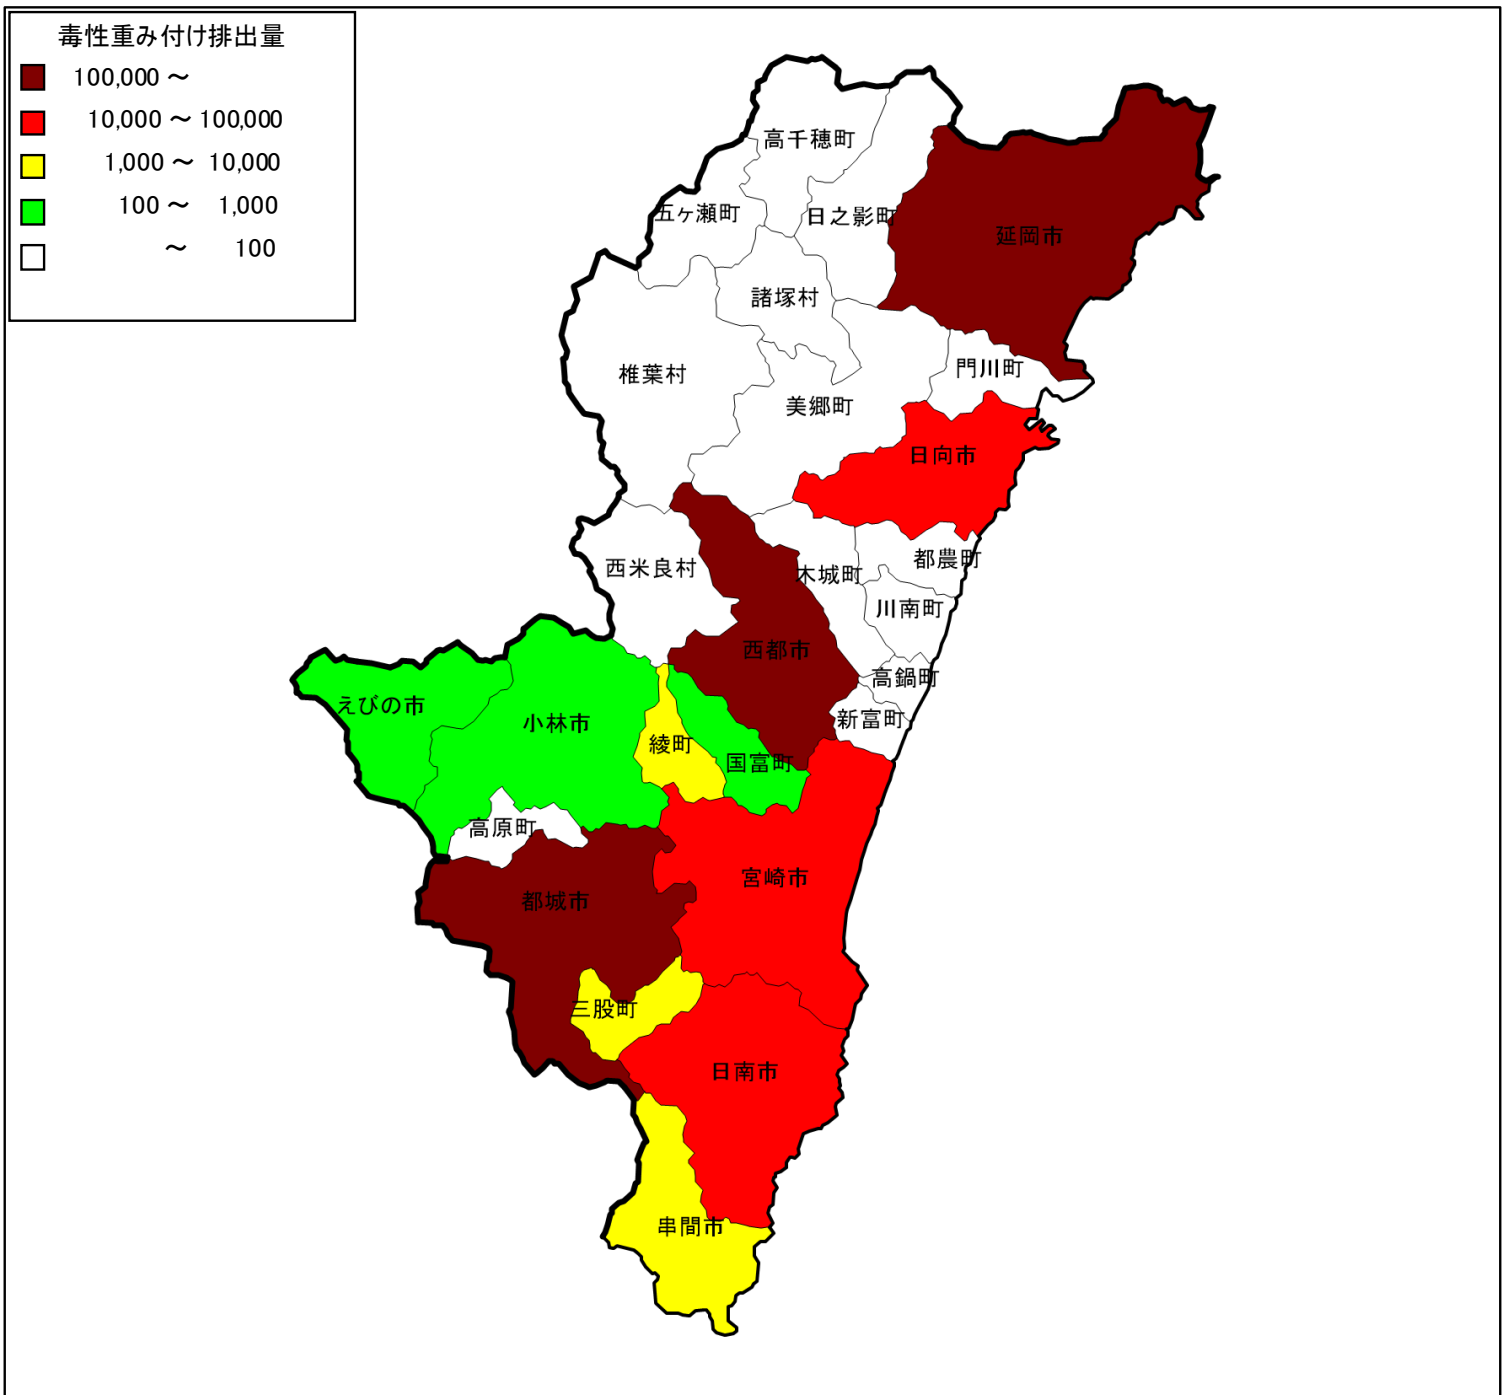 毒性重み付け排出量
100,000 ～
10,000 ～ 100,000
1,000 ～ 10,000
100 ～ 1,000
～ 100
高千穂町
五ヶ瀬町
日之影町
延岡市
諸塚村
椎葉村
門川町
美郷町
日向市
西米良村
木城町
都農町
川南町
西都市
高鍋町
えびの市
小林市
新富町
綾町
国富町
高原町
宮崎市
都城市
三股町
日南市
串間市